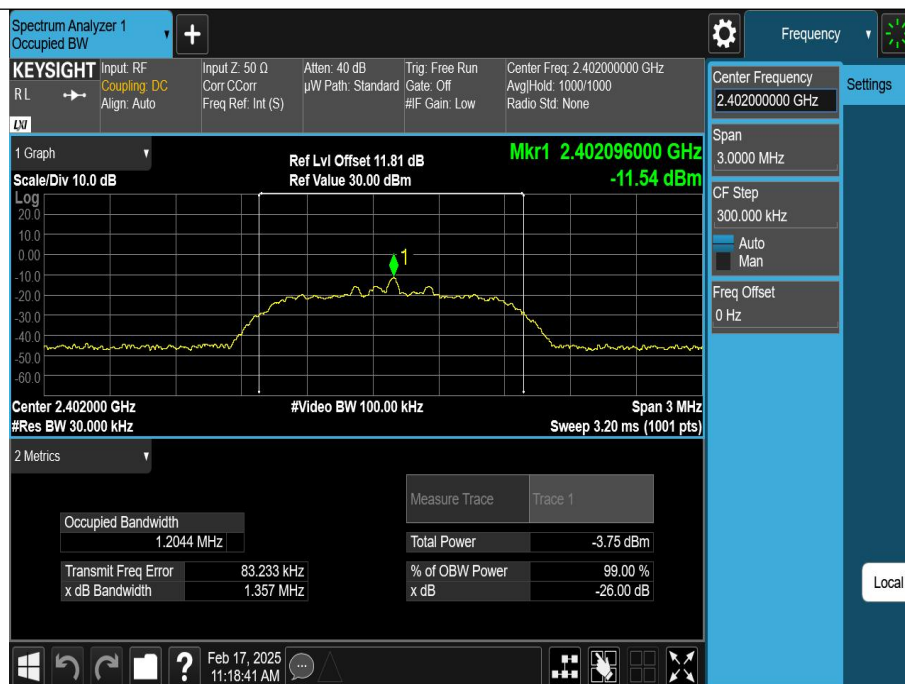 Spectrum Analyzer 1
Occupied BW
Frequency
KEYSIGHT
RL
LXI
Input: RF
Coupling: DC
Align: Auto
Input Z: 50 Ω
Corr CCorr
Freq Ref: Int (S)
Atten: 40 dB
µW Path: Standard
Trig: Free Run
Gate: Off
#IF Gain: Low
Center Freq: 2.402000000 GHz
Avg|Hold: 1000/1000
Radio Std: None
Center Frequency
2.402000000 GHz
Settings
Span
3.0000 MHz
CF Step
300.000 kHz
Auto
Man
Freq Offset
0 Hz
Local
1 Graph
Scale/Div 10.0 dB
Ref Lvl Offset 11.81 dB
Ref Value 30.00 dBm
Mkr1 2.402096000 GHz
-11.54 dBm
Log
20.0
10.0
0.00
-10.0
-20.0
-30.0
-40.0
-50.0
-60.0
1
Center 2.402000 GHz
#Video BW 100.00 kHz
Span 3 MHz
#Res BW 30.000 kHz
Sweep 3.20 ms (1001 pts)
2 Metrics
Measure Trace Trace 1
Occupied Bandwidth
1.2044 MHz
Total Power -3.75 dBm
Transmit Freq Error 83.233 kHz
% of OBW Power 99.00 %
x dB Bandwidth 1.357 MHz
x dB -26.00 dB
Feb 17, 2025
11:18:41 AM